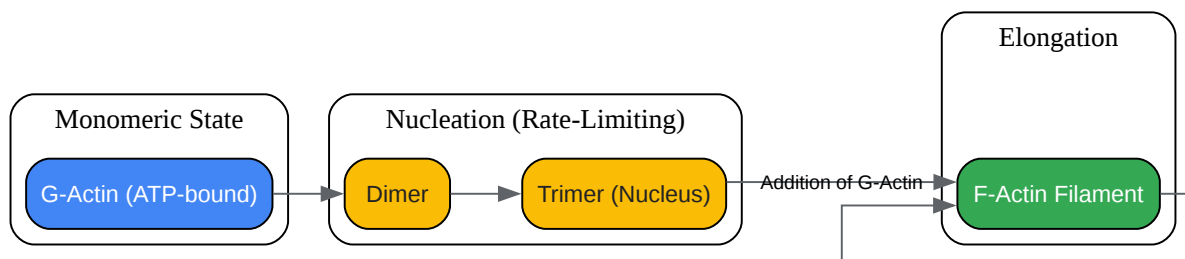 Elongation
Monomeric State
Nucleation (Rate-Limiting)
G-Actin (ATP-bound)
Dimer
Trimer (Nucleus)
Addition of G-Actin
F-Actin Filament